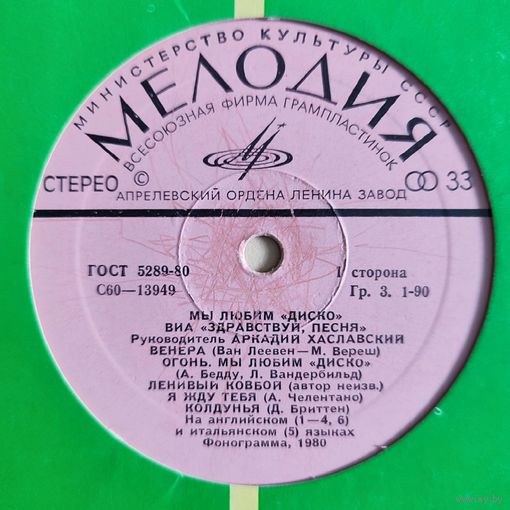 МИНИСТЕРСТВО КУЛЬТУРЫ СССР
МЕЛОДИЯ
ВСЕСОЮЗНАЯ ФИРМА ГРАМПЛАСТИНОК
СТЕРЕО © 33
АПРЕЛЕВСКИЙ ОРДЕНА ЛЕНИНА ЗАВОД
ГОСТ 5289-80 1 сторона
С60—13949 Гр. 3. 1-90
МЫ ЛЮБИМ «ДИСКО»
ВИА «ЗДРАВСТВУЙ, ПЕСНЯ»
Руководитель АРКАДИЙ ХАСЛАВСКИЙ
ВЕНЕРА (Ван Леевен—М. Вереш)
ОГОНЬ. МЫ ЛЮБИМ «ДИСКО»
(А. Бедду, Л. Вандербильд)
ЛЕНИВЫЙ КОВБОЙ (автор неизв.)
Я ЖДУ ТЕБЯ (А. Челентано)
КОЛДУНЬЯ (Д. Бриттен)
На английском (1—4, 6)
и итальянском (5) языках
Фонограмма, 1980